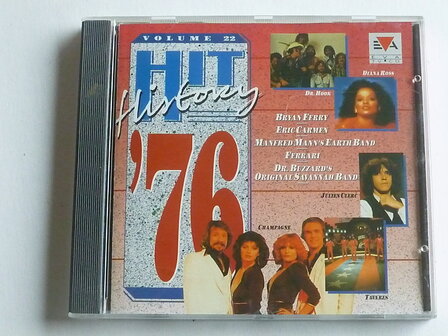 VOLUME 22
HIT
History
'76
EVA
DR. HOOK
DIANA ROSS
BRYAN FERRY
ERIC CARMEN
MANFRED MANN'S EARTH BAND
FERRARI
DR. BUZZARD'S
ORIGINAL SAVANNAH BAND
JULIEN CLERC
CHAMPAGNE
TAVARES